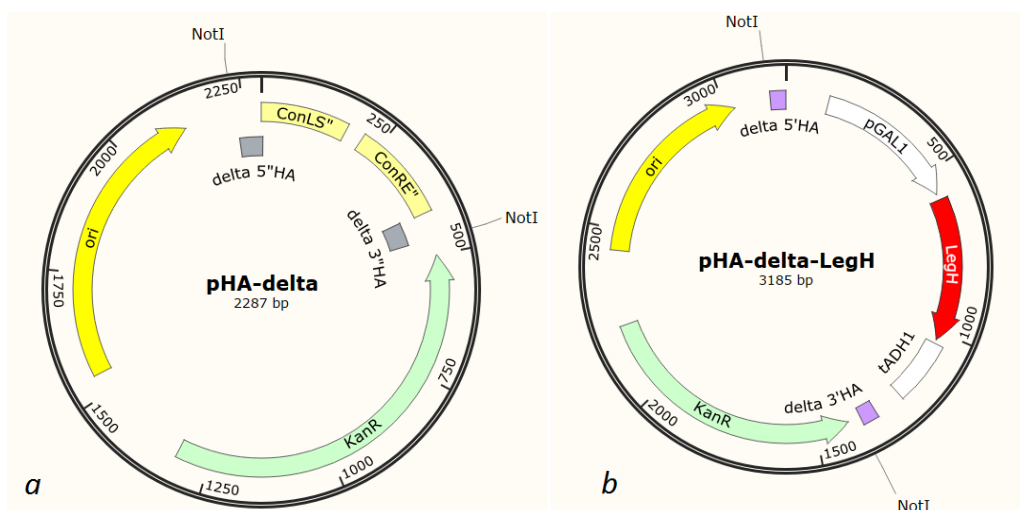 NotI
2250
ConLS"
250
ConRE"
delta 5"HA
delta 3"HA
NotI
500
2000
ori
1750
pHA-delta
2287 bp
750
1500
KanR
1000
1250
a
NotI
3000
delta 5'HA
pGAL1
500
ori
2500
pHA-delta-LegH
3185 bp
LegH
1000
tADH1
delta 3'HA
KanR
2000
1500
NotI
b